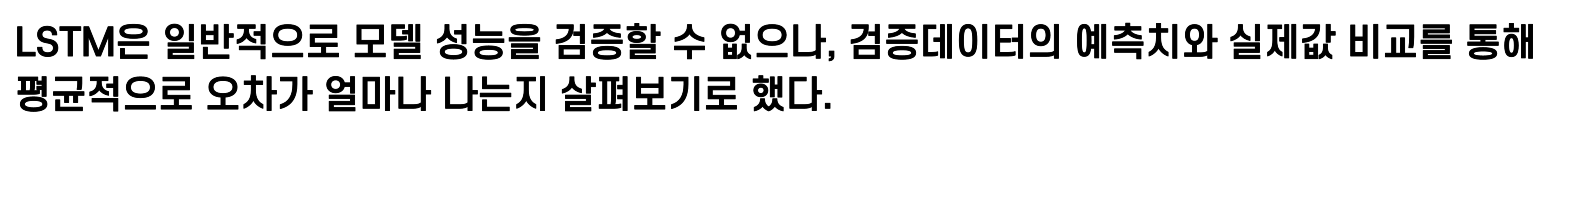 LSTM은 일반적으로 모델 성능을 검증할 수 없으나, 검증데이터의 예측치와 실제값 비교를 통해
평균적으로 오차가 얼마나 나는지 살펴보기로 했다.